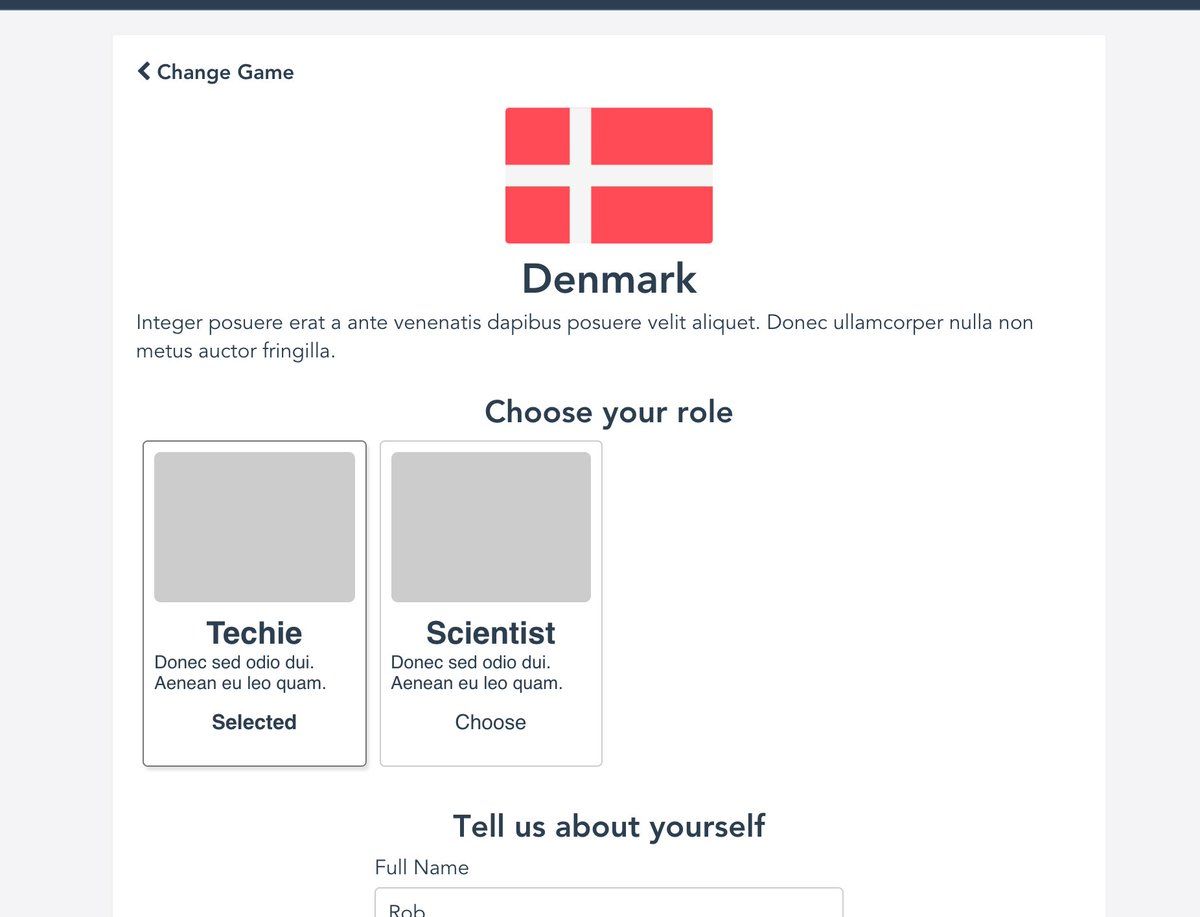 Change Game
Denmark
Integer posuere erat a ante venenatis dapibus posuere velit aliquet. Donec ullamcorper nulla non
metus auctor fringilla.
Choose your role
Techie
Donec sed odio dui.
Aenean eu leo quam.
Selected
Scientist
Donec sed odio dui.
Aenean eu leo quam.
Choose
Tell us about yourself
Full Name
Rob